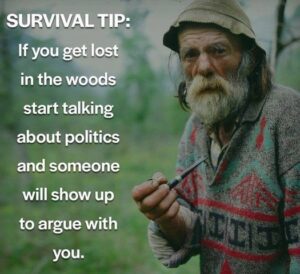 SURVIVAL TIP:
If you get lost
in the woods
start talking
about politics
and someone
will show up
to argue with
you.